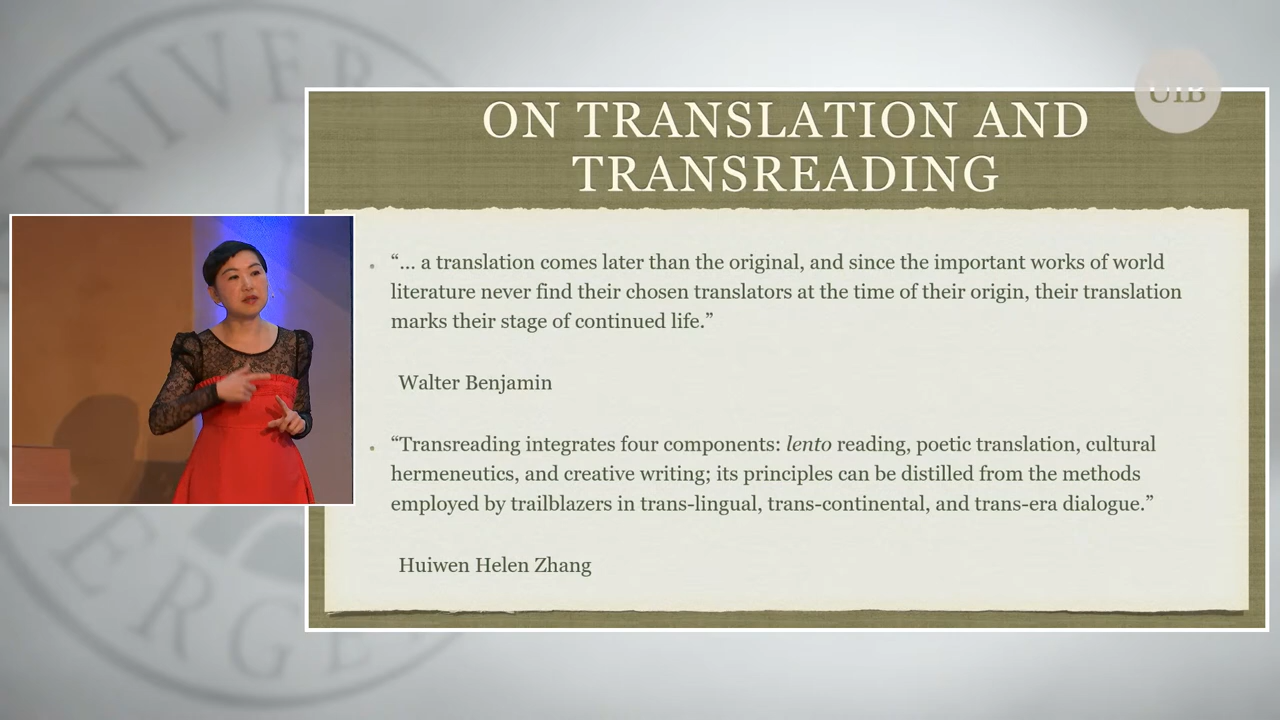 UNIVER
BERGE
UIB
ON TRANSLATION AND
TRANSREADING
“... a translation comes later than the original, and since the important works of world
literature never find their chosen translators at the time of their origin, their translation
marks their stage of continued life.”
Walter Benjamin
“Transreading integrates four components: lento reading, poetic translation, cultural
hermeneutics, and creative writing; its principles can be distilled from the methods
employed by trailblazers in trans-lingual, trans-continental, and trans-era dialogue.”
Huiwen Helen Zhang